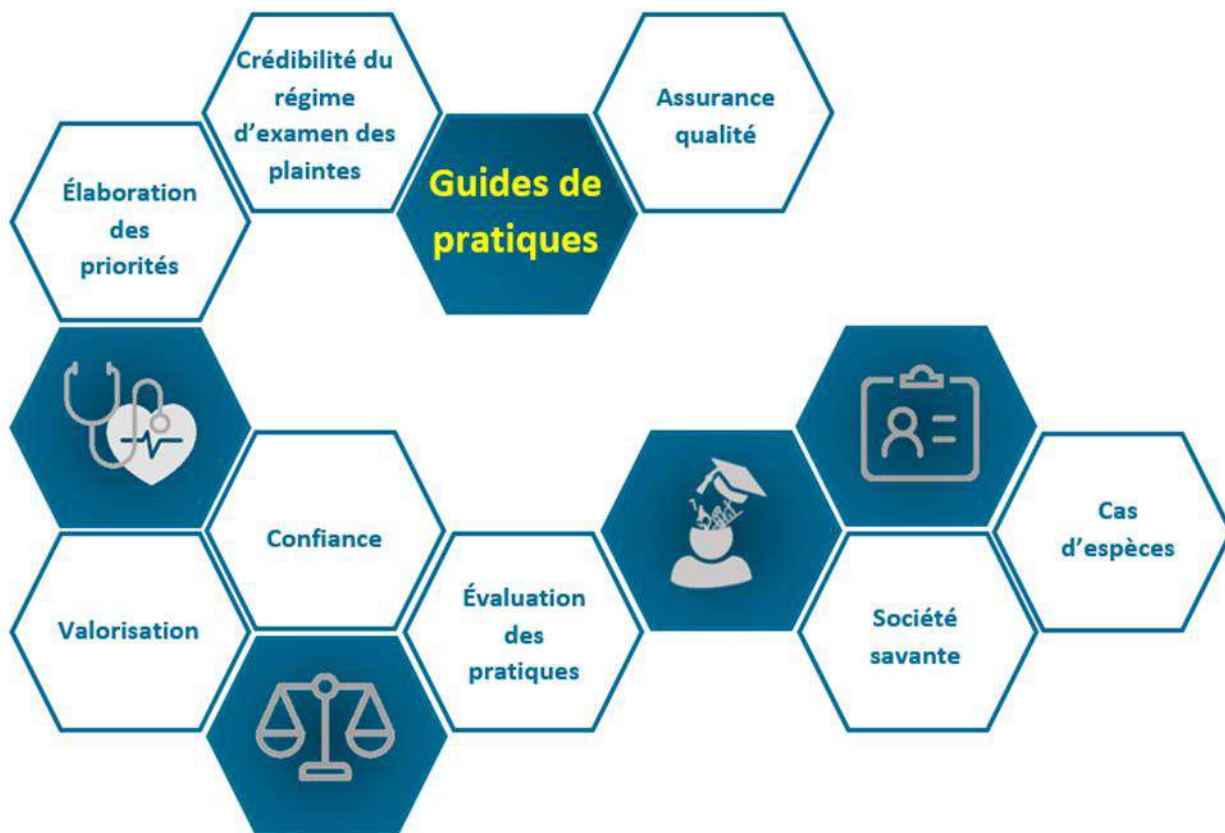 Crédibilité du
régime
d'examen des
plaintes
Assurance
qualité
Guides de
pratiques
Élaboration
des
priorités
Confiance
Cas
d'espèces
Valorisation
Évaluation
des
pratiques
Société
savante